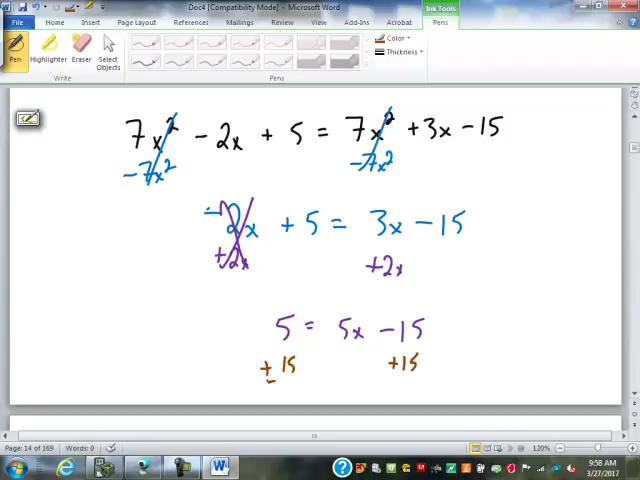 Doc4 [Compatibility Mode] - Microsoft Word
Ink Tools
File Home Insert Page Layout References Mailings Review View Add-Ins Acrobat Pens
Pen Highlighter Eraser Select Objects
Color
Thickness
Write Pens
7x² - 2x + 5 = 7x² + 3x - 15
-7x² -7x²
-2x + 5 = 3x - 15
+2x +2x
5 = 5x - 15
+15 +15
Page: 14 of 169 Words: 0 120%
9:58 AM
3/27/2017